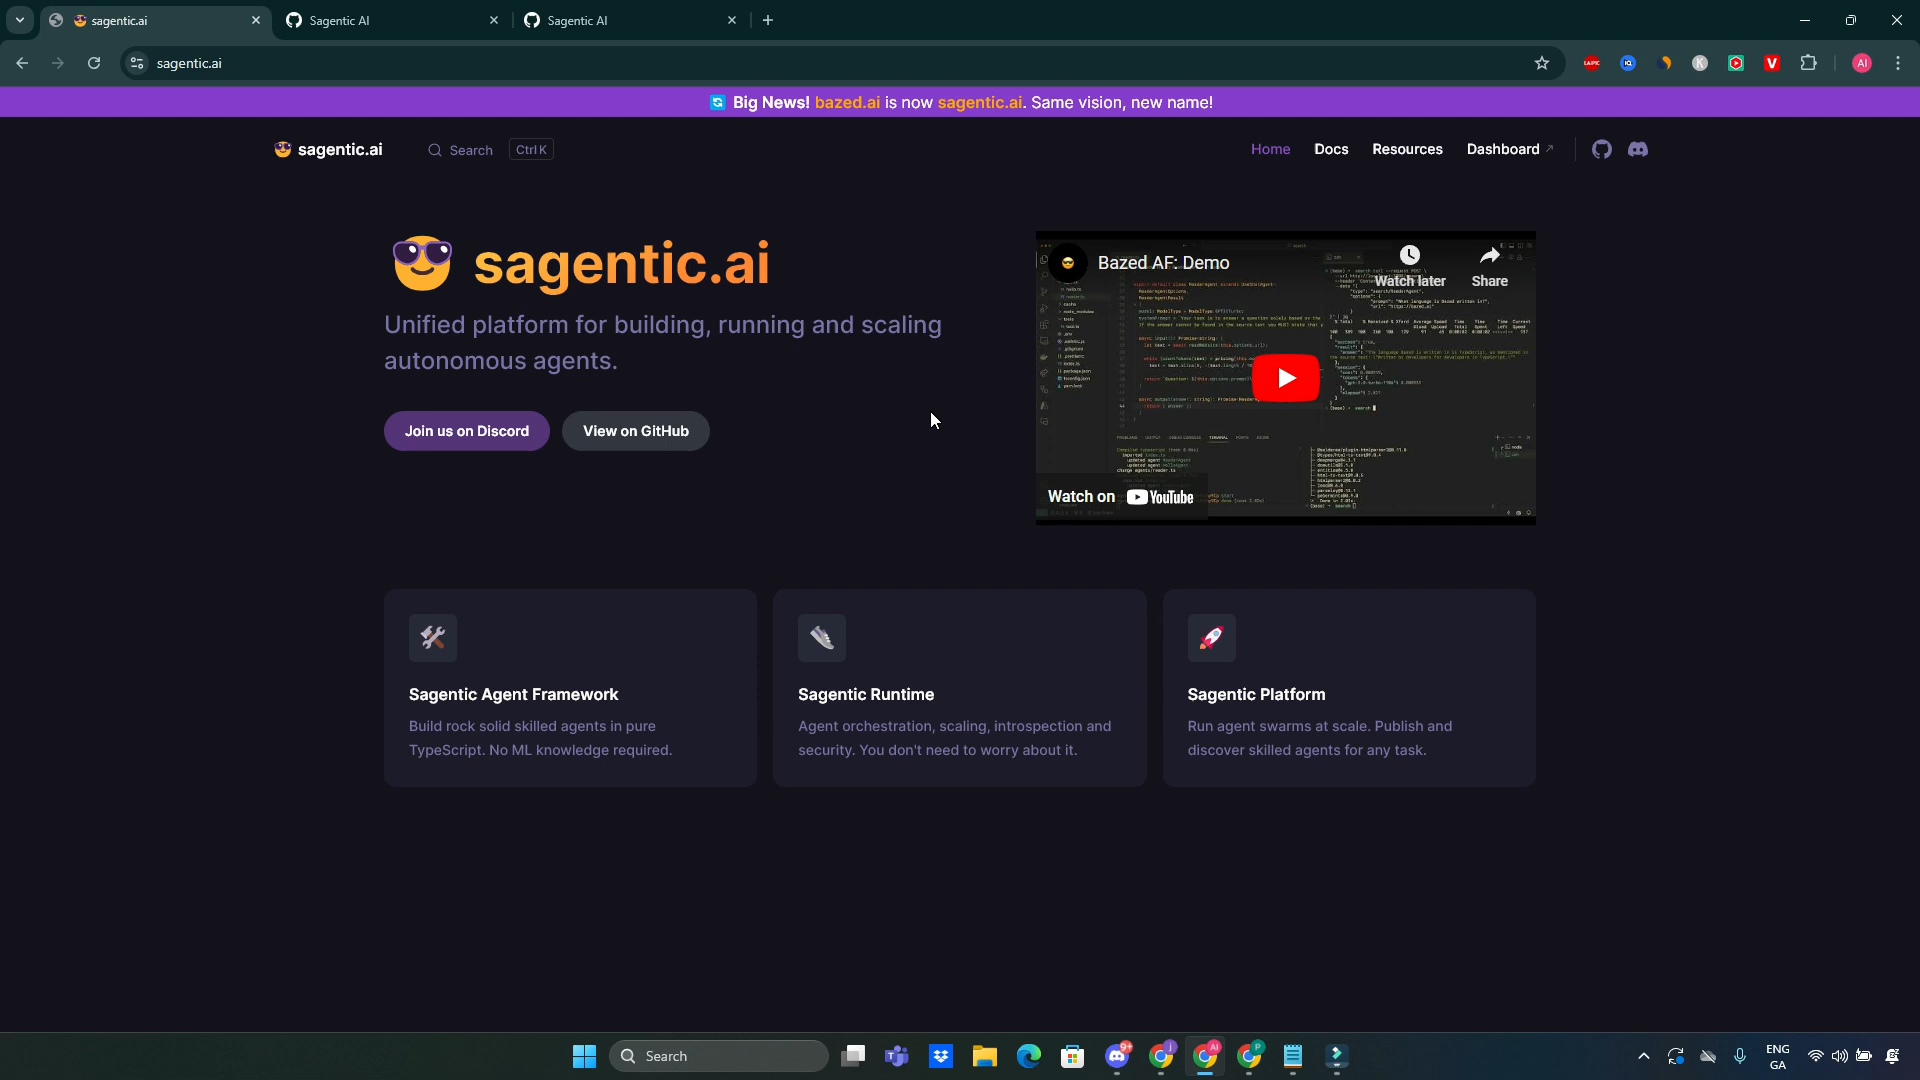 sagentic.ai
Sagentic AI
Sagentic AI
sagentic.ai
LAIPIC
IQ
K
V
AI
Big News! bazed.ai is now sagentic.ai. Same vision, new name!
sagentic.ai
Search
Ctrl K
Home
Docs
Resources
Dashboard
sagentic.ai
Unified platform for building, running and scaling
autonomous agents.
Join us on Discord
View on GitHub
Bazed AF: Demo
Watch later
Share
Watch on YouTube
Sagentic Agent Framework
Build rock solid skilled agents in pure
TypeScript. No ML knowledge required.
Sagentic Runtime
Agent orchestration, scaling, introspection and
security. You don't need to worry about it.
Sagentic Platform
Run agent swarms at scale. Publish and
discover skilled agents for any task.
Search
9+
j
AI
P
ENG
GA